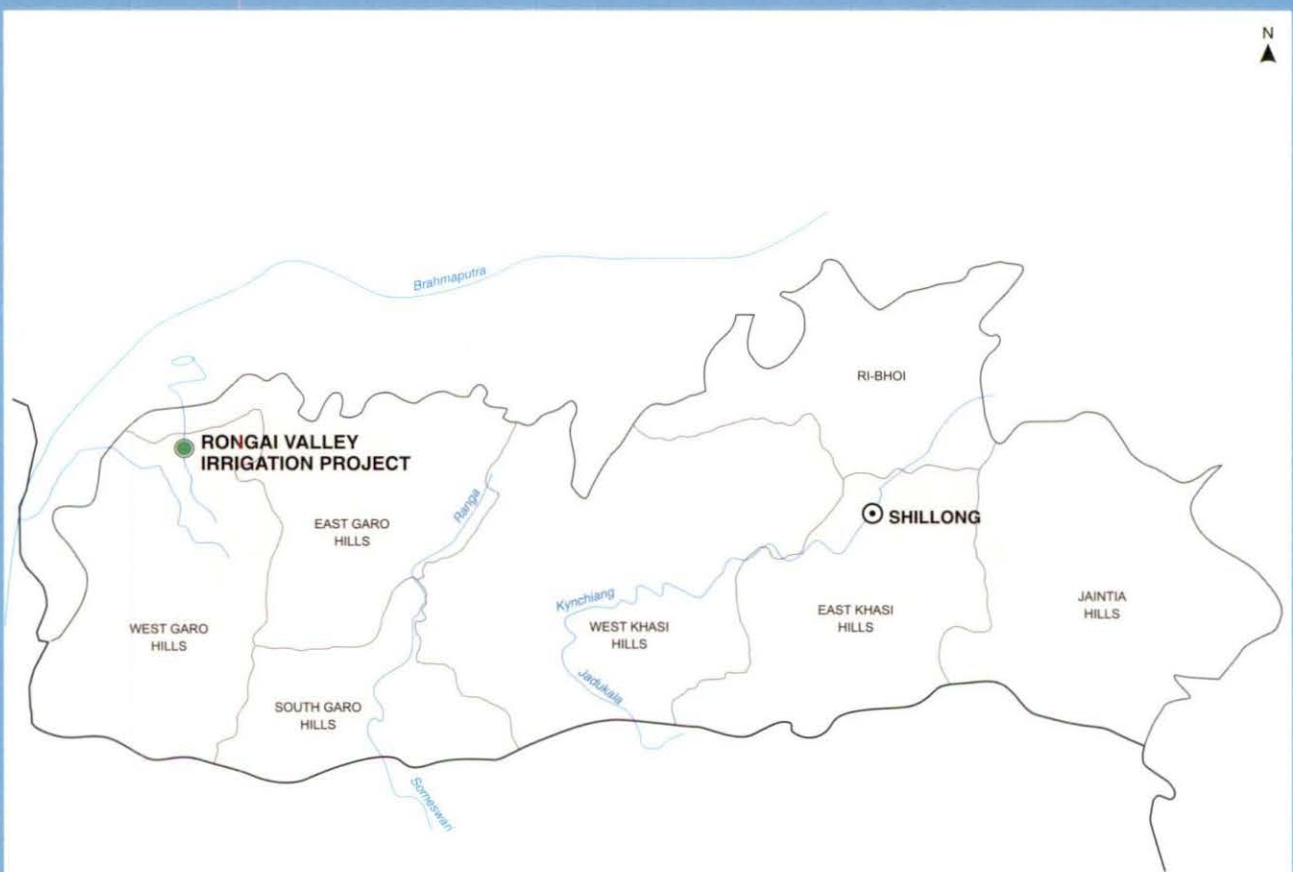 N
Brahmaputra
RI-BHOI
RONGAI VALLEY
IRRIGATION PROJECT
Ranga
SHILLONG
EAST GARO
HILLS
Kynchiang
JAINTIA
HILLS
EAST KHASI
HILLS
WEST GARO
HILLS
WEST KHASI
HILLS
Jadukala
SOUTH GARO
HILLS
Someswari